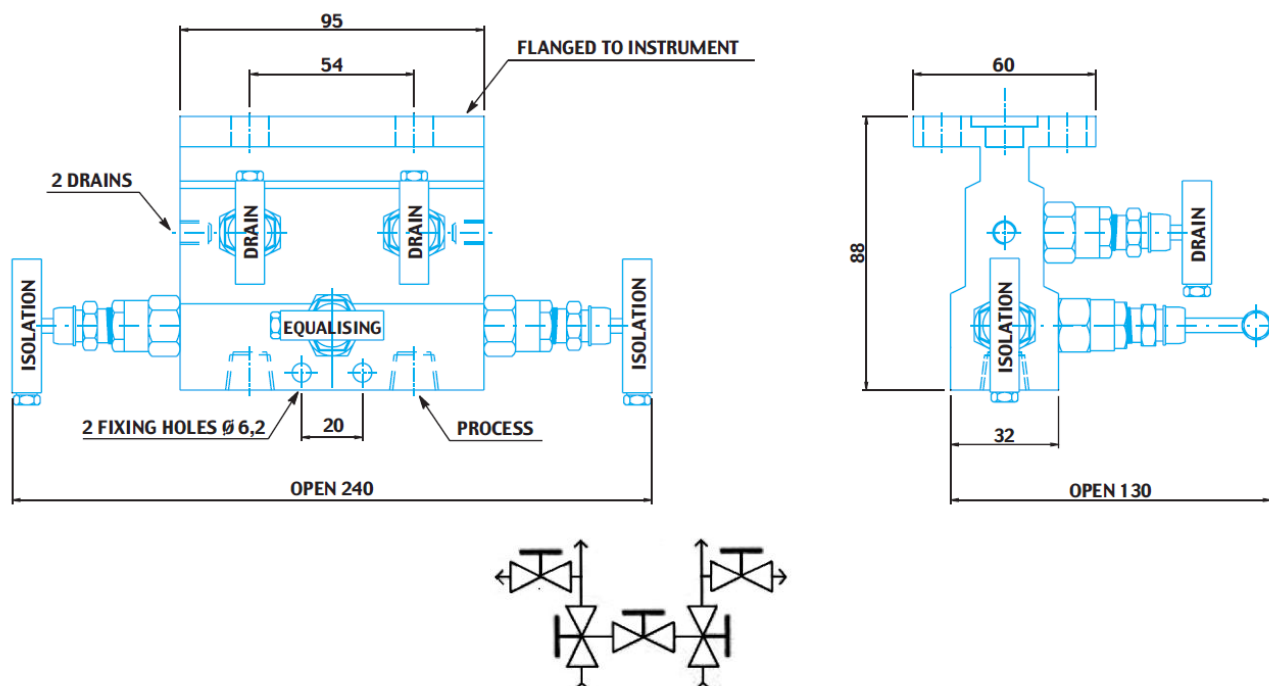 95
FLANGED TO INSTRUMENT
54
60
2 DRAINS
DRAIN
DRAIN
DRAIN
88
ISOLATION
EQUALISING
ISOLATION
ISOLATION
2 FIXING HOLES Ø 6,2
20
PROCESS
32
OPEN 240
OPEN 130